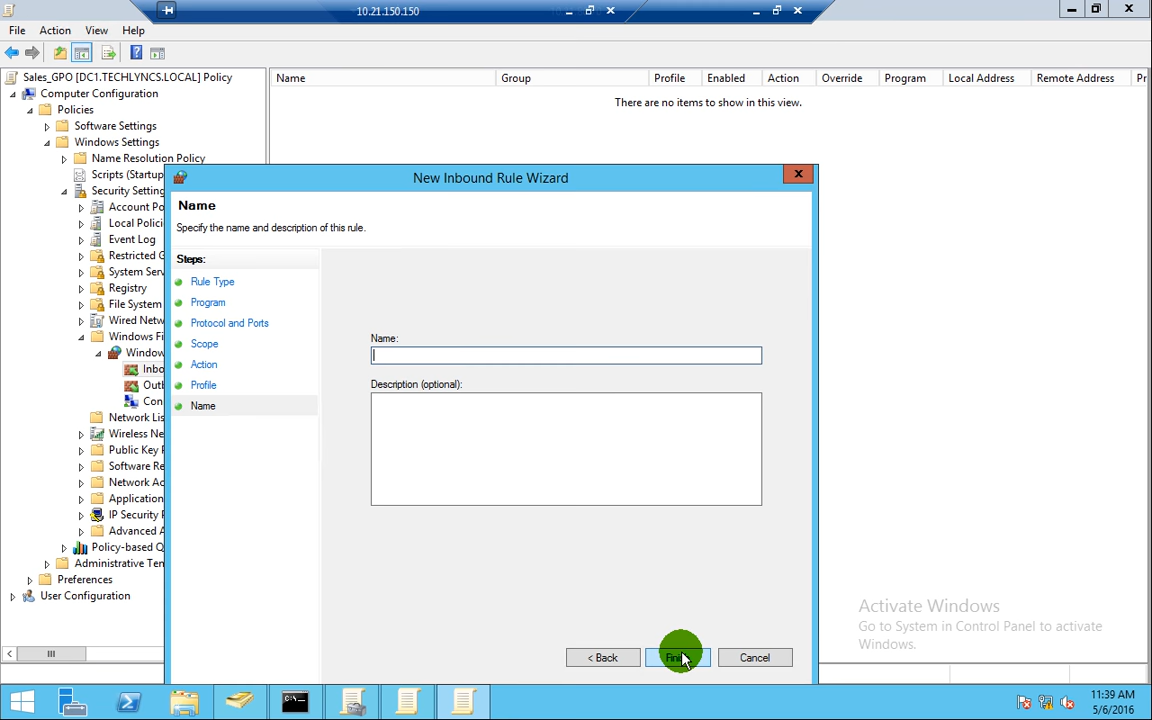 10.21.150.150
File Action View Help
Sales_GPO [DC1.TECHLYNCS.LOCAL] Policy
Computer Configuration
Policies
Software Settings
Windows Settings
Name Resolution Policy
Scripts (Startup
Security Setting
Account Po
Local Polici
Event Log
Restricted G
System Serv
Registry
File System
Wired Netw
Windows Fi
Window
Inbo
Outb
Con
Network Lis
Wireless Ne
Public Key P
Software Re
Network Ac
Application
IP Security P
Advanced A
Policy-based Q
Administrative Tem
Preferences
User Configuration
Name Group Profile Enabled Action Override Program Local Address Remote Address Pr
There are no items to show in this view.
New Inbound Rule Wizard
Name
Specify the name and description of this rule.
Steps:
Rule Type
Program
Protocol and Ports
Scope
Action
Profile
Name
Name:
Description (optional):
< Back Finish Cancel
Activate Windows
Go to System in Control Panel to activate
Windows.
11:39 AM
5/6/2016